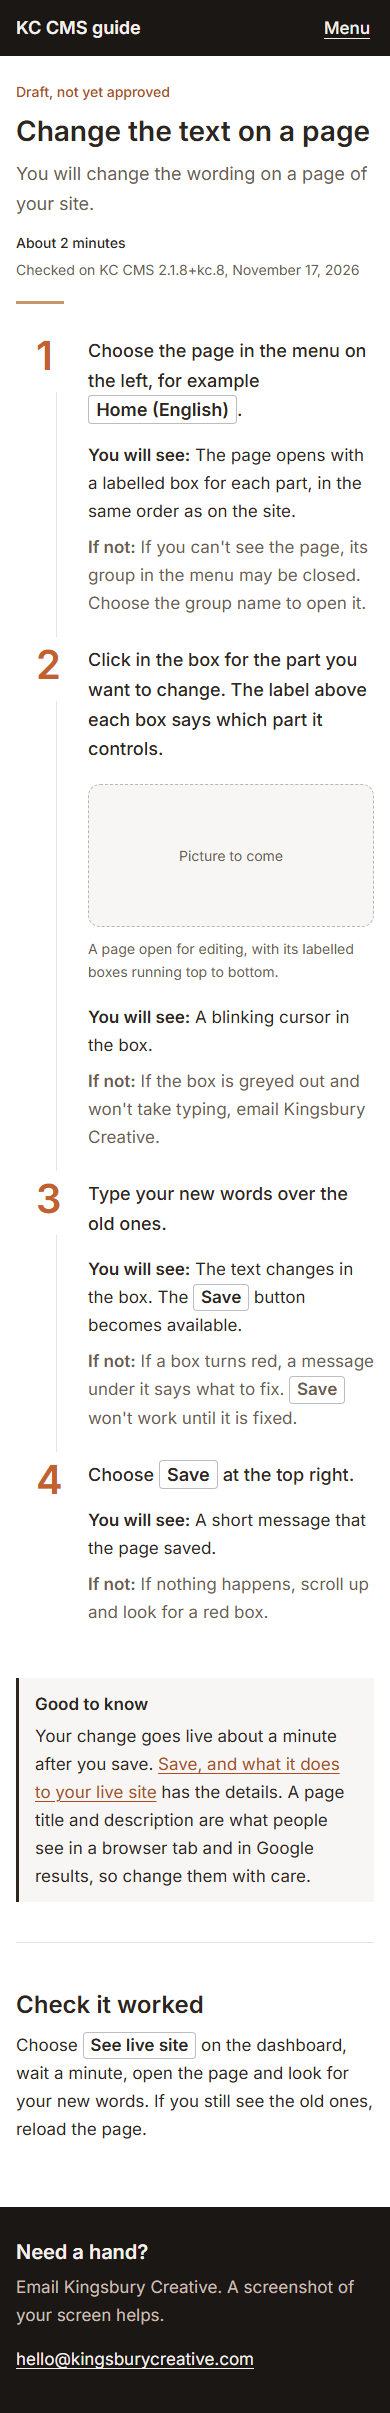 KC CMS guide
Menu
Draft, not yet approved
Change the text on a page
You will change the wording on a page of
your site.
About 2 minutes
Checked on KC CMS 2.1.8+kc.8, November 17, 2026
1
Choose the page in the menu on
the left, for example
Home (English).
You will see: The page opens with
a labelled box for each part, in the
same order as on the site.
If not: If you can't see the page, its
group in the menu may be closed.
Choose the group name to open it.
2
Click in the box for the part you
want to change. The label above
each box says which part it
controls.
Picture to come
A page open for editing, with its labelled
boxes running top to bottom.
You will see: A blinking cursor in
the box.
If not: If the box is greyed out and
won't take typing, email Kingsbury
Creative.
3
Type your new words over the
old ones.
You will see: The text changes in
the box. The Save button
becomes available.
If not: If a box turns red, a message
under it says what to fix. Save
won't work until it is fixed.
4
Choose Save at the top right.
You will see: A short message that
the page saved.
If not: If nothing happens, scroll up
and look for a red box.
Good to know
Your change goes live about a minute
after you save. Save, and what it does
to your live site has the details. A page
title and description are what people
see in a browser tab and in Google
results, so change them with care.
Check it worked
Choose See live site on the dashboard,
wait a minute, open the page and look for
your new words. If you still see the old ones,
reload the page.
Need a hand?
Email Kingsbury Creative. A screenshot of
your screen helps.
hello@kingsburycreative.com